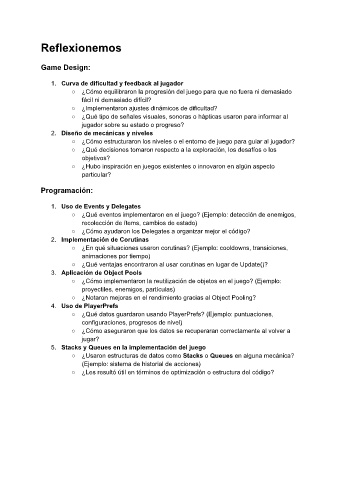 Reflexionemos
Game Design:
1. Curva de dificultad y feedback al jugador
○ ¿Cómo equilibraron la progresión del juego para que no fuera ni demasiado
fácil ni demasiado difícil?
○ ¿Implementaron ajustes dinámicos de dificultad?
○ ¿Qué tipo de señales visuales, sonoras o hápticas usaron para informar al
jugador sobre su estado o progreso?
2. Diseño de mecánicas y niveles
○ ¿Cómo estructuraron los niveles o el entorno de juego para guiar al jugador?
○ ¿Qué decisiones tomaron respecto a la exploración, los desafíos o los
objetivos?
○ ¿Hubo inspiración en juegos existentes o innovaron en algún aspecto
particular?
Programación:
1. Uso de Events y Delegates
○ ¿Qué eventos implementaron en el juego? (Ejemplo: detección de enemigos,
recolección de ítems, cambios de estado)
○ ¿Cómo ayudaron los Delegates a organizar mejor el código?
2. Implementación de Corutinas
○ ¿En qué situaciones usaron corutinas? (Ejemplo: cooldowns, transiciones,
animaciones por tiempo)
○ ¿Qué ventajas encontraron al usar corutinas en lugar de Update()?
3. Aplicación de Object Pools
○ ¿Cómo implementaron la reutilización de objetos en el juego? (Ejemplo:
proyectiles, enemigos, partículas)
○ ¿Notaron mejoras en el rendimiento gracias al Object Pooling?
4. Uso de PlayerPrefs
○ ¿Qué datos guardaron usando PlayerPrefs? (Ejemplo: puntuaciones,
configuraciones, progresos de nivel)
○ ¿Cómo aseguraron que los datos se recuperaran correctamente al volver a
jugar?
5. Stacks y Queues en la implementación del juego
○ ¿Usaron estructuras de datos como Stacks o Queues en alguna mecánica?
(Ejemplo: sistema de historial de acciones)
○ ¿Les resultó útil en términos de optimización o estructura del código?